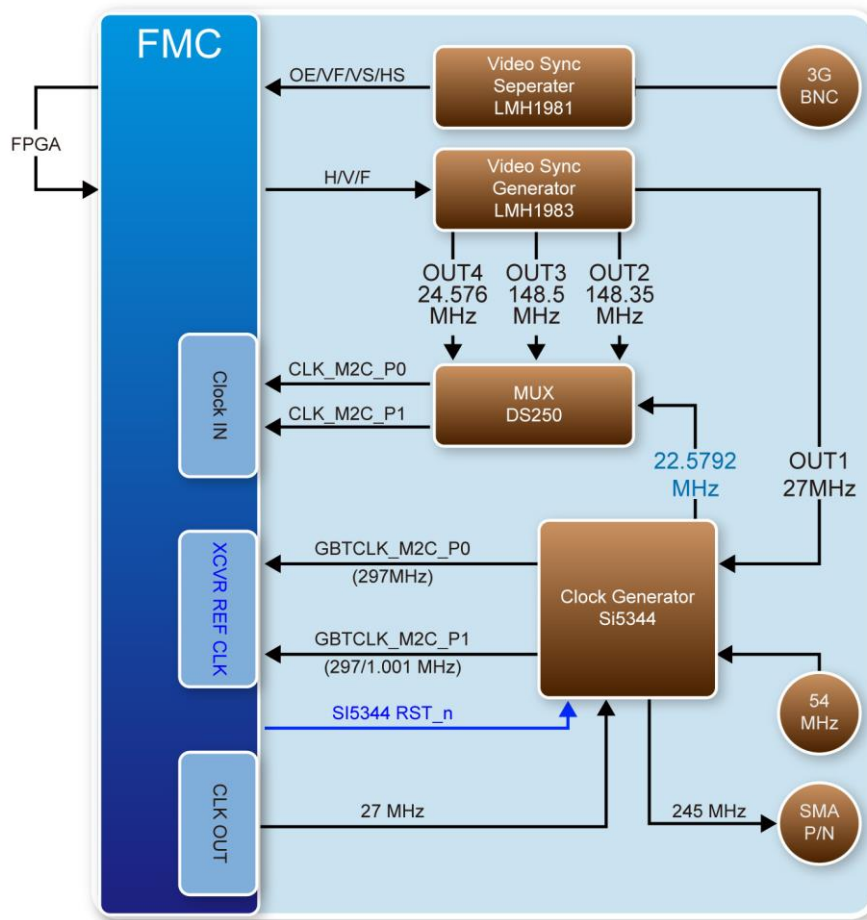 FMC
OE/VF/VS/HS
Video Sync
Seperater
LMH1981
3G
BNC
FPGA
H/V/F
Video Sync
Generator
LMH1983
OUT4
24.576
MHz
OUT3
148.5
MHz
OUT2
148.35
MHz
Clock IN
CLK_M2C_P0
CLK_M2C_P1
MUX
DS250
22.5792
MHz
OUT1
27MHz
XCVR REF CLK
GBTCLK_M2C_P0
(297MHz)
GBTCLK_M2C_P1
(297/1.001 MHz)
Clock Generator
Si5344
54
MHz
SI5344 RST_n
CLK OUT
27 MHz
245 MHz
SMA
P/N